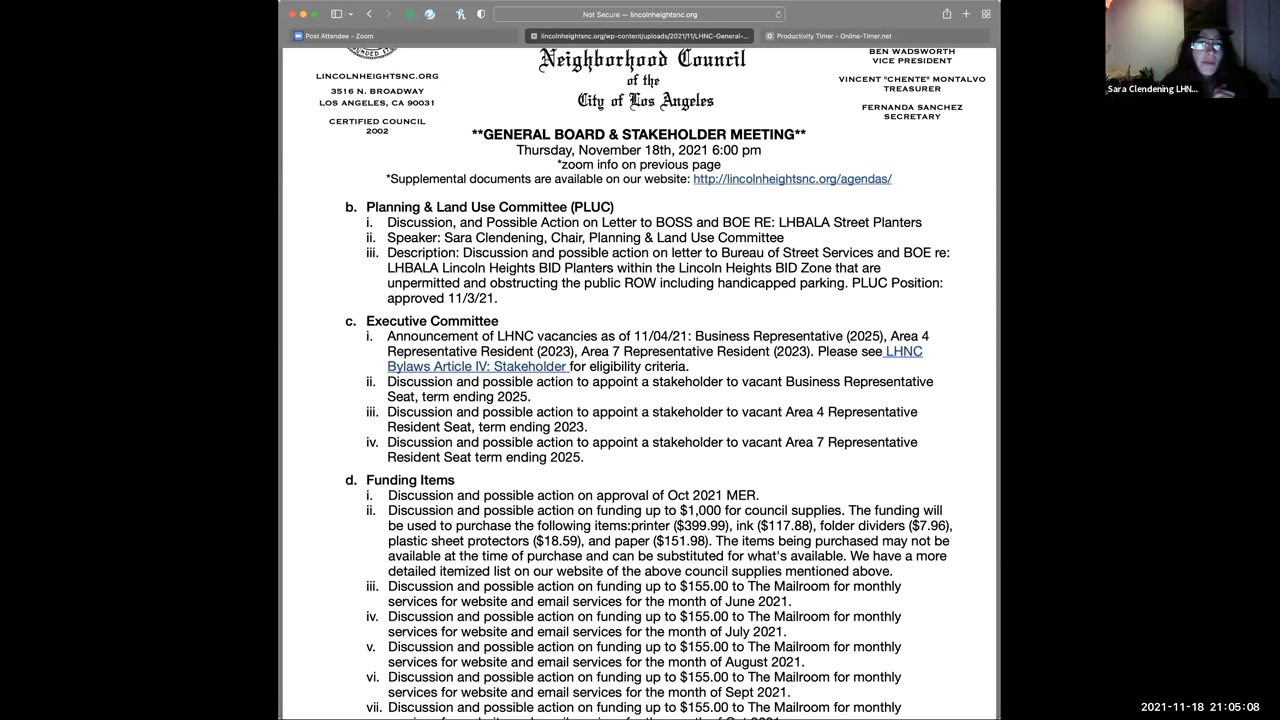 Not Secure — lincolnheightsnc.org
Post Attendee - Zoom
lincolnheightsnc.org/wp-content/uploads/2021/11/LHNC-General-...
Productivity Timer - Online-Timer.net
Sara Clendening LHN...
LINCOLNHEIGHTSNC.ORG
3516 N. BROADWAY
LOS ANGELES, CA 90031
CERTIFIED COUNCIL
2002
Neighborhood Council
of the
City of Los Angeles
BEN WADSWORTH
VICE PRESIDENT
VINCENT "CHENTE" MONTALVO
TREASURER
FERNANDA SANCHEZ
SECRETARY
**GENERAL BOARD & STAKEHOLDER MEETING**
Thursday, November 18th, 2021 6:00 pm
*zoom info on previous page
*Supplemental documents are available on our website: http://lincolnheightsnc.org/agendas/
b. Planning & Land Use Committee (PLUC)
i. Discussion, and Possible Action on Letter to BOSS and BOE RE: LHBALA Street Planters
ii. Speaker: Sara Clendening, Chair, Planning & Land Use Committee
iii. Description: Discussion and possible action on letter to Bureau of Street Services and BOE re:
LHBALA Lincoln Heights BID Planters within the Lincoln Heights BID Zone that are
unpermitted and obstructing the public ROW including handicapped parking. PLUC Position:
approved 11/3/21.
c. Executive Committee
i. Announcement of LHNC vacancies as of 11/04/21: Business Representative (2025), Area 4
Representative Resident (2023), Area 7 Representative Resident (2023). Please see LHNC
Bylaws Article IV: Stakeholder for eligibility criteria.
ii. Discussion and possible action to appoint a stakeholder to vacant Business Representative
Seat, term ending 2025.
iii. Discussion and possible action to appoint a stakeholder to vacant Area 4 Representative
Resident Seat, term ending 2023.
iv. Discussion and possible action to appoint a stakeholder to vacant Area 7 Representative
Resident Seat term ending 2025.
d. Funding Items
i. Discussion and possible action on approval of Oct 2021 MER.
ii. Discussion and possible action on funding up to $1,000 for council supplies. The funding will
be used to purchase the following items:printer ($399.99), ink ($117.88), folder dividers ($7.96),
plastic sheet protectors ($18.59), and paper ($151.98). The items being purchased may not be
available at the time of purchase and can be substituted for what's available. We have a more
detailed itemized list on our website of the above council supplies mentioned above.
iii. Discussion and possible action on funding up to $155.00 to The Mailroom for monthly
services for website and email services for the month of June 2021.
iv. Discussion and possible action on funding up to $155.00 to The Mailroom for monthly
services for website and email services for the month of July 2021.
v. Discussion and possible action on funding up to $155.00 to The Mailroom for monthly
services for website and email services for the month of August 2021.
vi. Discussion and possible action on funding up to $155.00 to The Mailroom for monthly
services for website and email services for the month of Sept 2021.
vii. Discussion and possible action on funding up to $155.00 to The Mailroom for monthly
2021-11-18 21:05:08